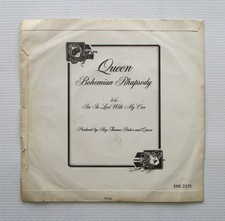 Queen
Bohemian Rhapsody
b/w
I'm In Love With My Car
Produced by Roy Thomas Baker and Queen
EMI 2375